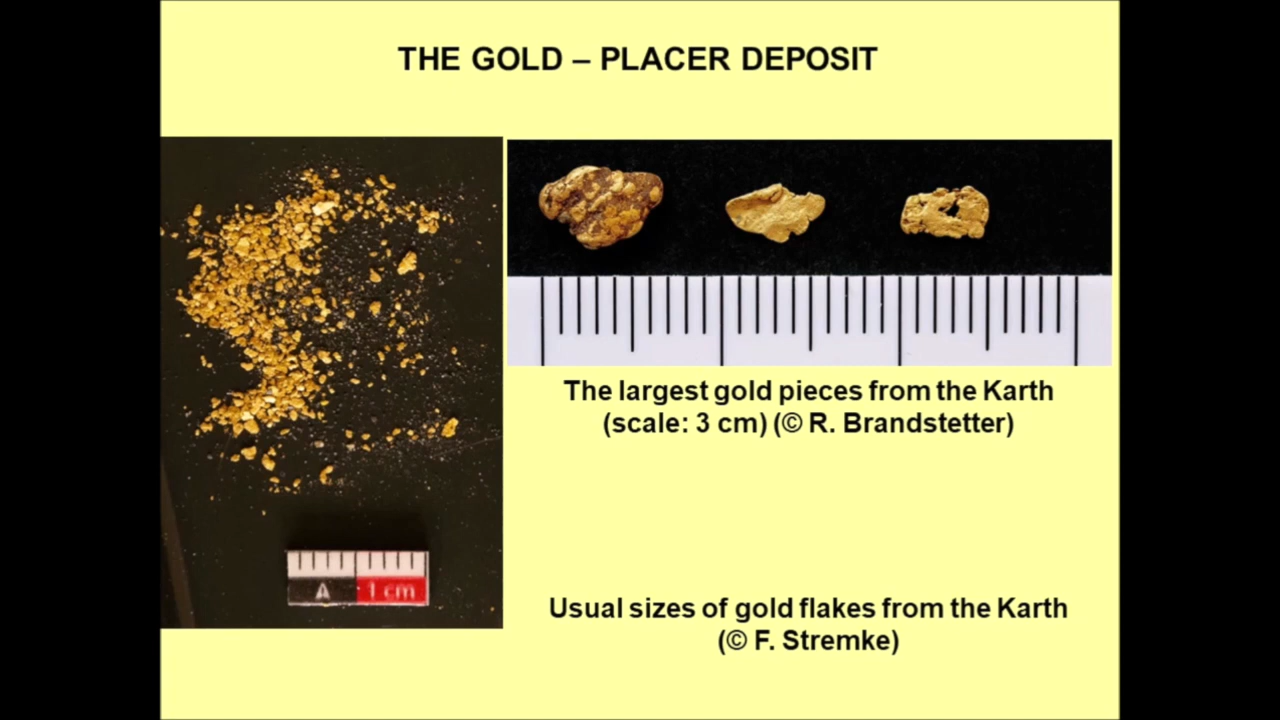 THE GOLD – PLACER DEPOSIT
The largest gold pieces from the Karth
(scale: 3 cm) (© R. Brandstetter)
A 1 cm
Usual sizes of gold flakes from the Karth
(© F. Stremke)